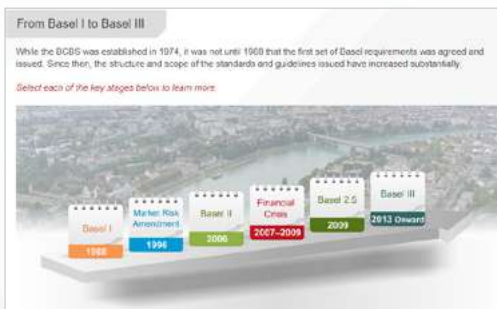 From Basel I to Basel III
While the BCBS was established in 1974, it was not until 1988 that the first set of Basel requirements was agreed and
issued. Since then, the structure and scope of the standards and guidelines issued have increased substantially.
Select each of the key stages below to learn more.
Basel I
1988
Market Risk
Amendment
1996
Basel II
2006
Financial
Crisis
2007–2009
Basel 2.5
2009
Basel III
2013 Onward